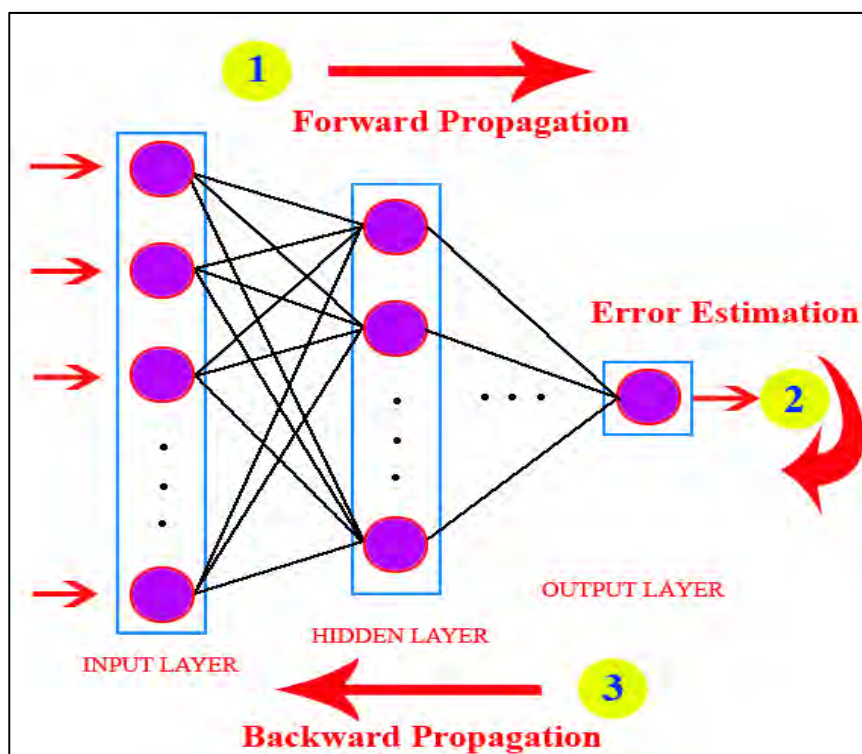 1
Forward Propagation
Error Estimation
2
OUTPUT LAYER
HIDDEN LAYER
INPUT LAYER
3
Backward Propagation